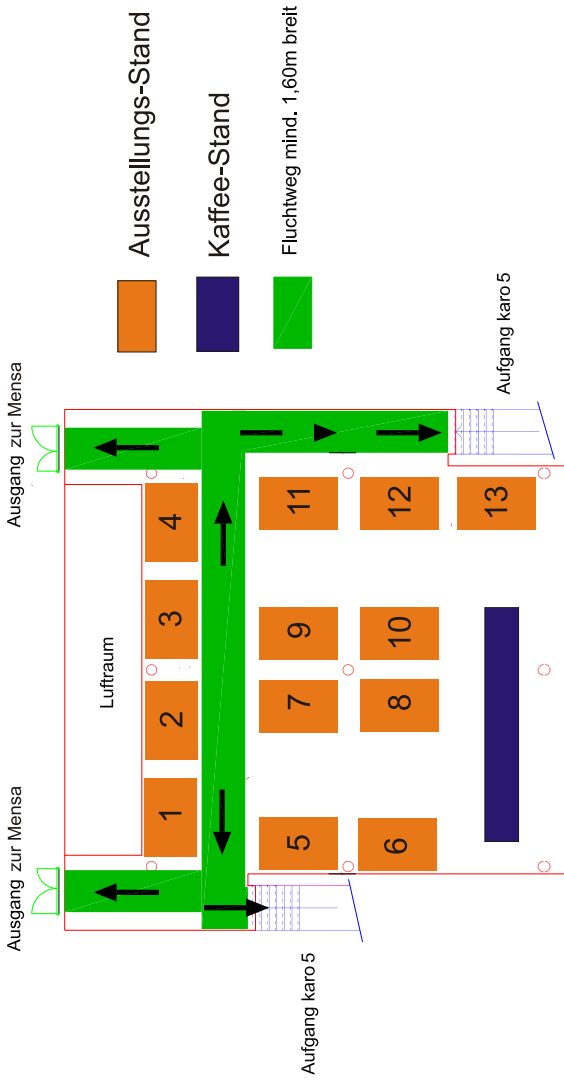 Ausgang zur Mensa
Ausgang zur Mensa
Luftraum
1
2
3
4
5
7
9
11
6
8
10
12
13
Aufgang karo 5
Aufgang karo 5
Ausstellungs-Stand
Kaffee-Stand
Fluchtweg mind. 1,60m breit